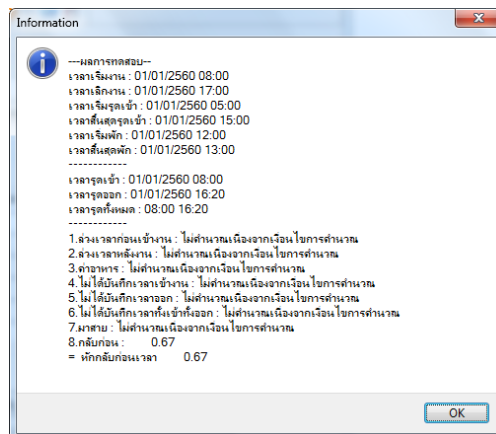 Information
---ผลการทดสอบ--
เวลาเริ่มงาน : 01/01/2560 08:00
เวลาเลิกงาน : 01/01/2560 17:00
เวลาเริ่มรูดเข้า : 01/01/2560 05:00
เวลาสิ้นสุดรูดเข้า : 01/01/2560 15:00
เวลาเริ่มพัก : 01/01/2560 12:00
เวลาสิ้นสุดพัก : 01/01/2560 13:00
------------
เวลารูดเข้า : 01/01/2560 08:00
เวลารูดออก : 01/01/2560 16:20
เวลารูดทั้งหมด : 08:00 16:20
------------
1.ล่วงเวลาก่อนเข้างาน : ไม่คำนวณเนื่องจากเงื่อนไขการคำนวณ
2.ล่วงเวลาหลังงาน : ไม่คำนวณเนื่องจากเงื่อนไขการคำนวณ
3.ค่าอาหาร : ไม่คำนวณเนื่องจากเงื่อนไขการคำนวณ
4.ไม่ได้บันทึกเวลาเข้างาน : ไม่คำนวณเนื่องจากเงื่อนไขการคำนวณ
5.ไม่ได้บันทึกเวลาออก : ไม่คำนวณเนื่องจากเงื่อนไขการคำนวณ
6.ไม่ได้บันทึกเวลาทั้งเข้าทั้งออก : ไม่คำนวณเนื่องจากเงื่อนไขการคำนวณ
7.มาสาย : ไม่คำนวณเนื่องจากเงื่อนไขการคำนวณ
8.กลับก่อน : 0.67
= หักกลับก่อนเวลา 0.67
OK